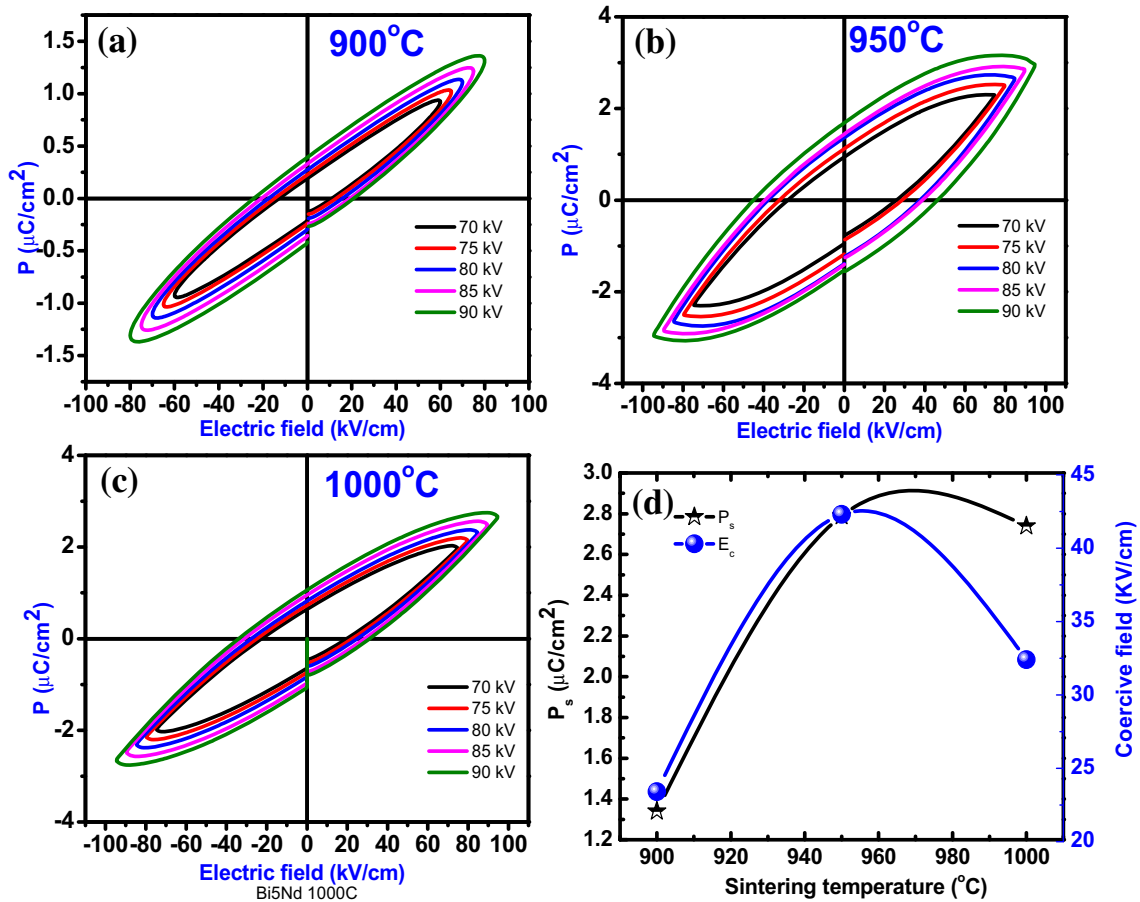 (a)
900°C
P (μC/cm²)
1.5
1.0
0.5
0.0
-0.5
-1.0
-1.5
70 kV
75 kV
80 kV
85 kV
90 kV
-100 -80 -60 -40 -20 0 20 40 60 80 100
Electric field (kV/cm)
(b)
950°C
P (μC/cm²)
4
2
0
-2
-4
70 kV
75 kV
80 kV
85 kV
90 kV
-100 -80 -60 -40 -20 0 20 40 60 80 100
Electric field (kV/cm)
(c)
1000°C
P (μC/cm²)
4
2
0
-2
-4
70 kV
75 kV
80 kV
85 kV
90 kV
-100 -80 -60 -40 -20 0 20 40 60 80 100
Electric field (kV/cm)
Bi5Nd 1000C
(d)
Pₛ
E꜀
Pₛ (μC/cm²)
3.0
2.8
2.6
2.4
2.2
2.0
1.8
1.6
1.4
1.2
45
40
35
30
25
20
Coercive field (KV/cm)
900 920 940 960 980 1000
Sintering temperature (°C)